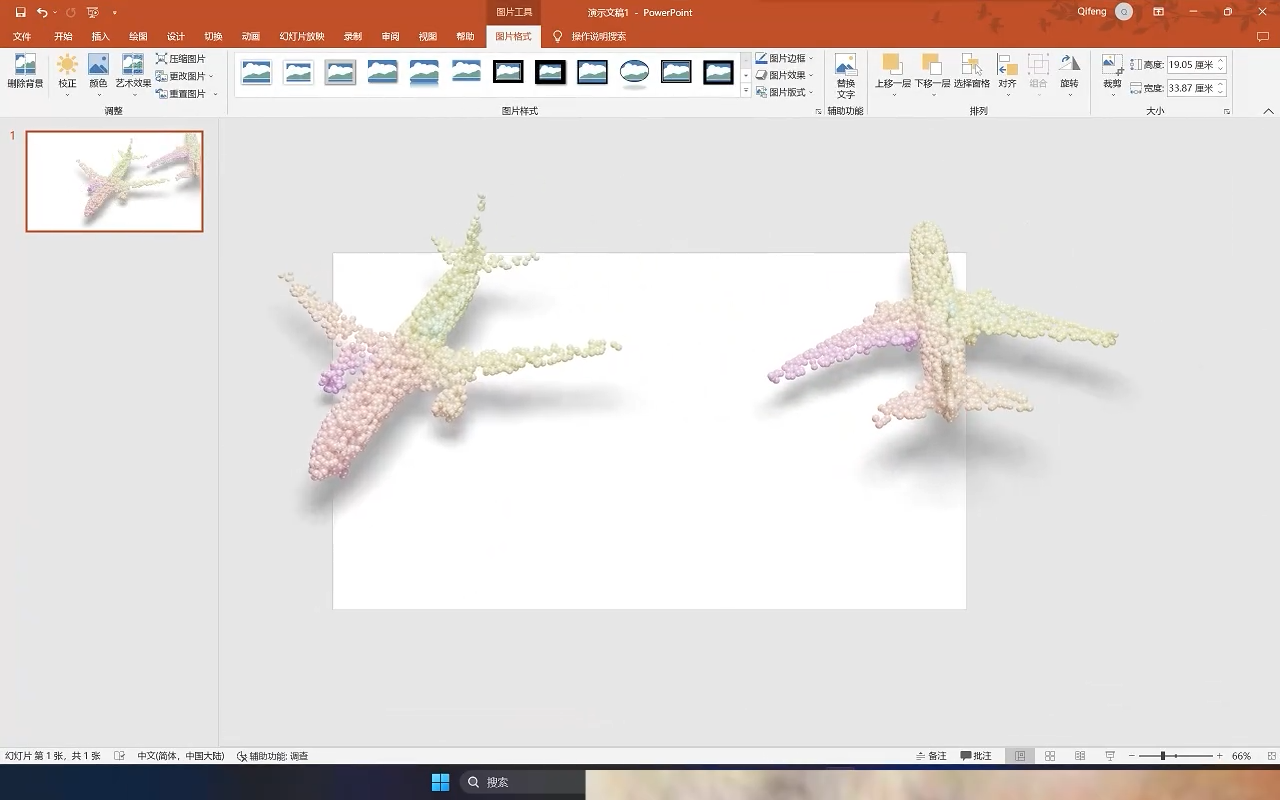 图片工具
演示文稿1 - PowerPoint
Qifeng
文件 开始 插入 绘图 设计 切换 动画 幻灯片放映 录制 审阅 视图 帮助 图片格式 操作说明搜索
删除背景
校正
颜色
艺术效果
压缩图片
更改图片
重置图片
调整
图片样式
图片边框
图片效果
图片版式
替换
文字
辅助功能
上移一层
下移一层
选择窗格
对齐
组合
旋转
排列
裁剪
高度: 19.05 厘米
宽度: 33.87 厘米
大小
1
幻灯片 第 1 张, 共 1 张
中文(简体, 中国大陆)
辅助功能: 调查
备注
批注
66%
搜索